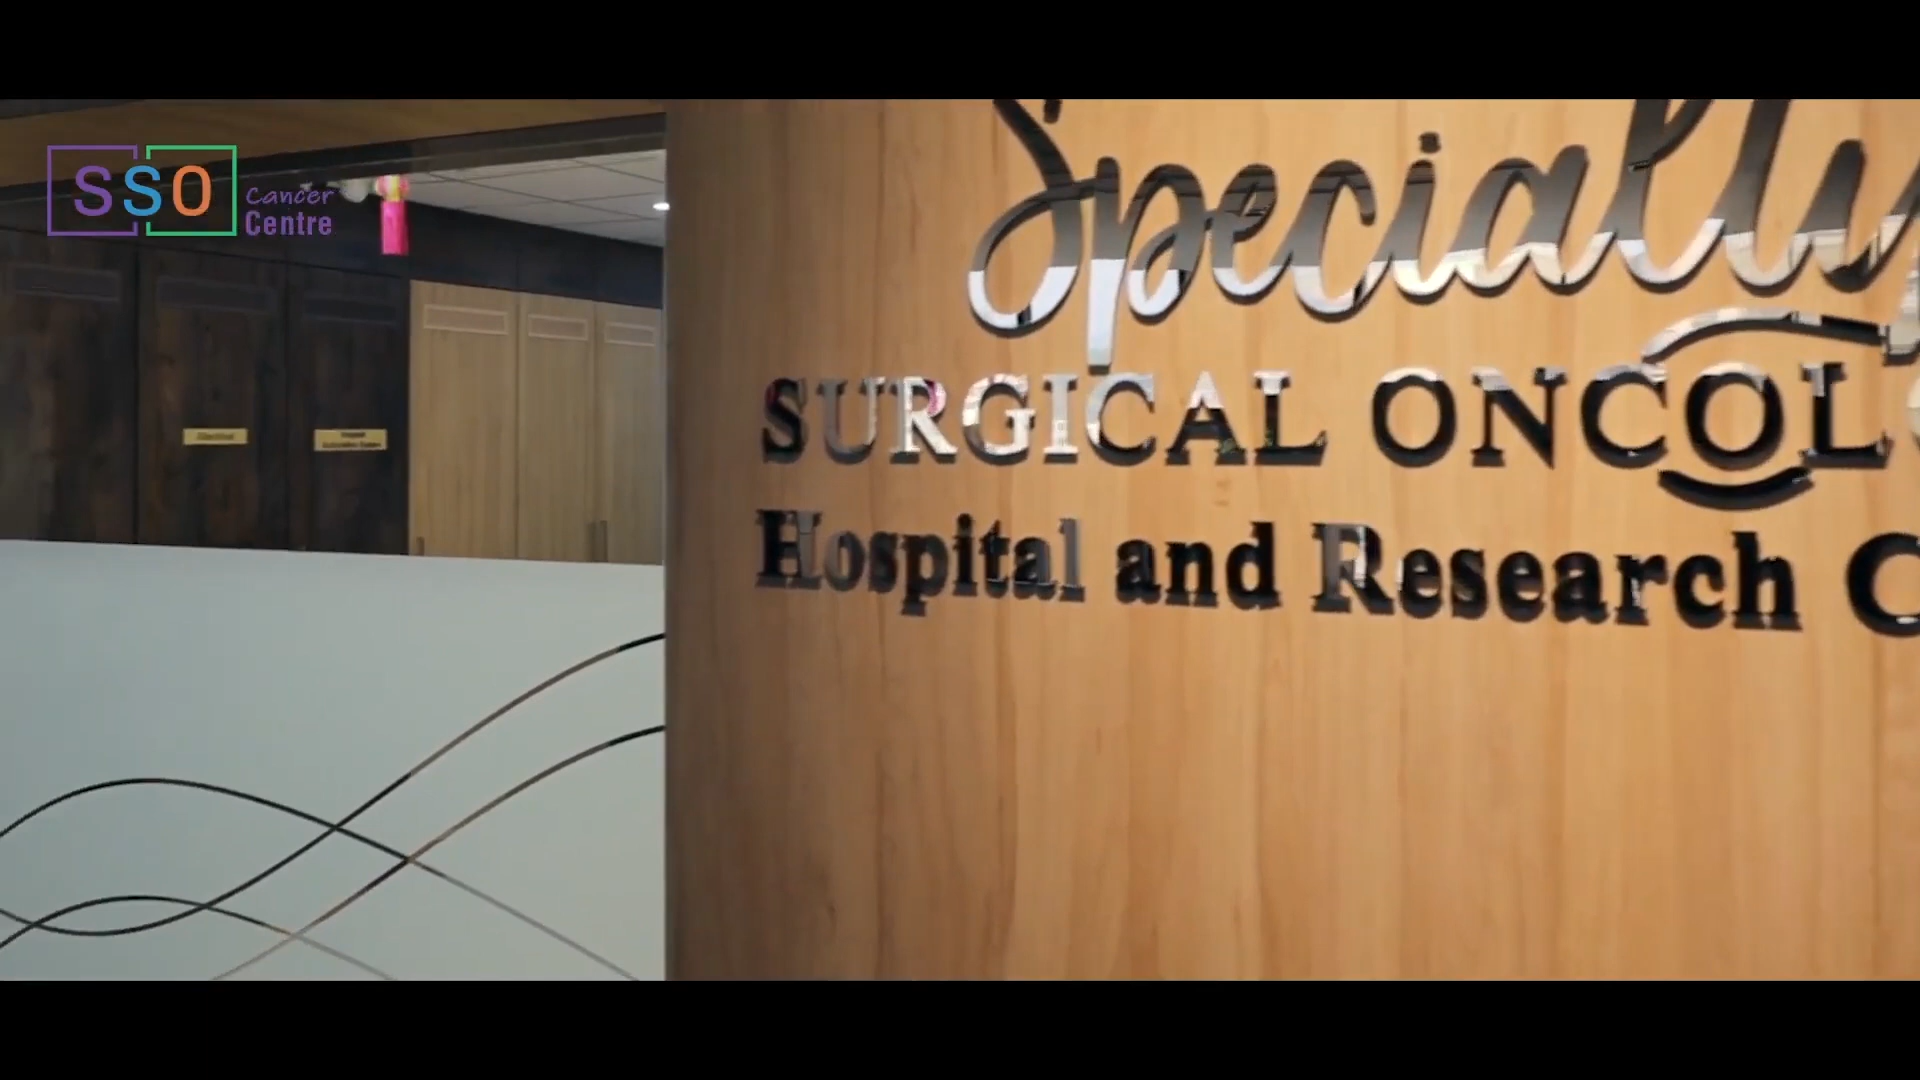 SSO
Cancer
Centre
Specialty
SURGICAL ONCOLO
Hospital and Research C